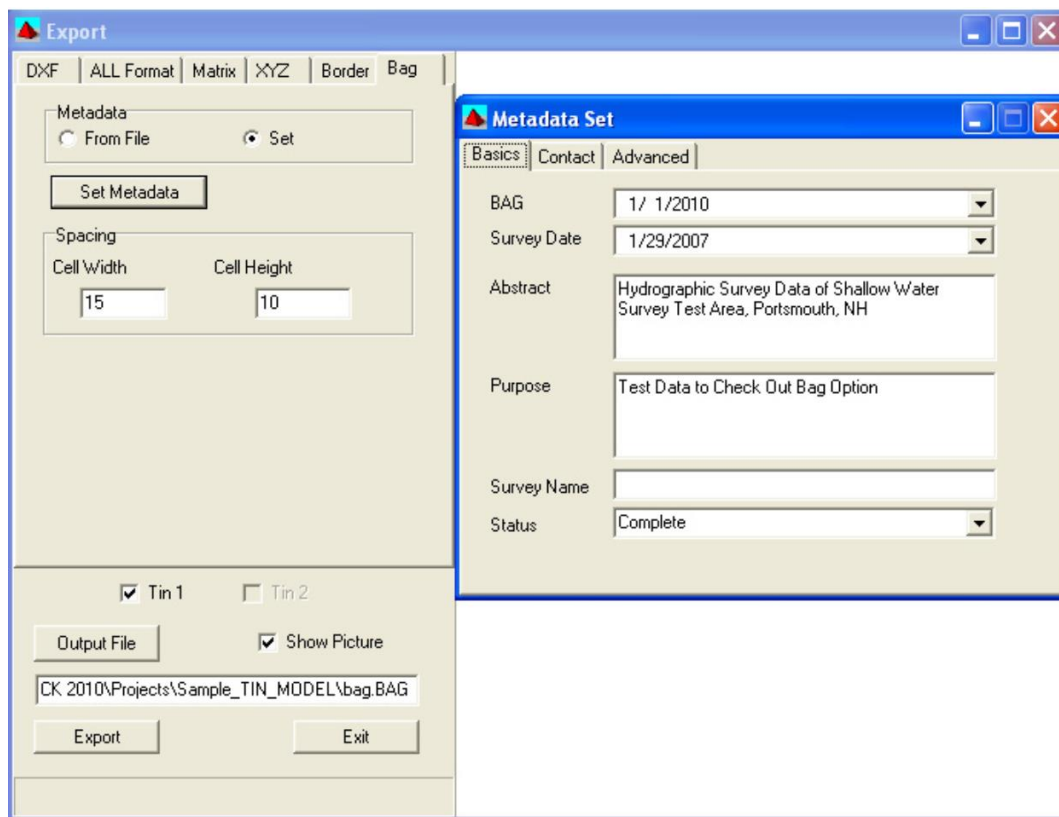 Export
DXF ALL Format Matrix XYZ Border Bag
Metadata
From File Set
Set Metadata
Spacing
Cell Width Cell Height
15 10
Tin 1 Tin 2
Output File Show Picture
CK 2010\Projects\Sample_TIN_MODEL\bag.BAG
Export Exit
Metadata Set
Basics Contact Advanced
BAG 1/ 1/2010
Survey Date 1/29/2007
Abstract Hydrographic Survey Data of Shallow Water
Survey Test Area, Portsmouth, NH
Purpose Test Data to Check Out Bag Option
Survey Name
Status Complete